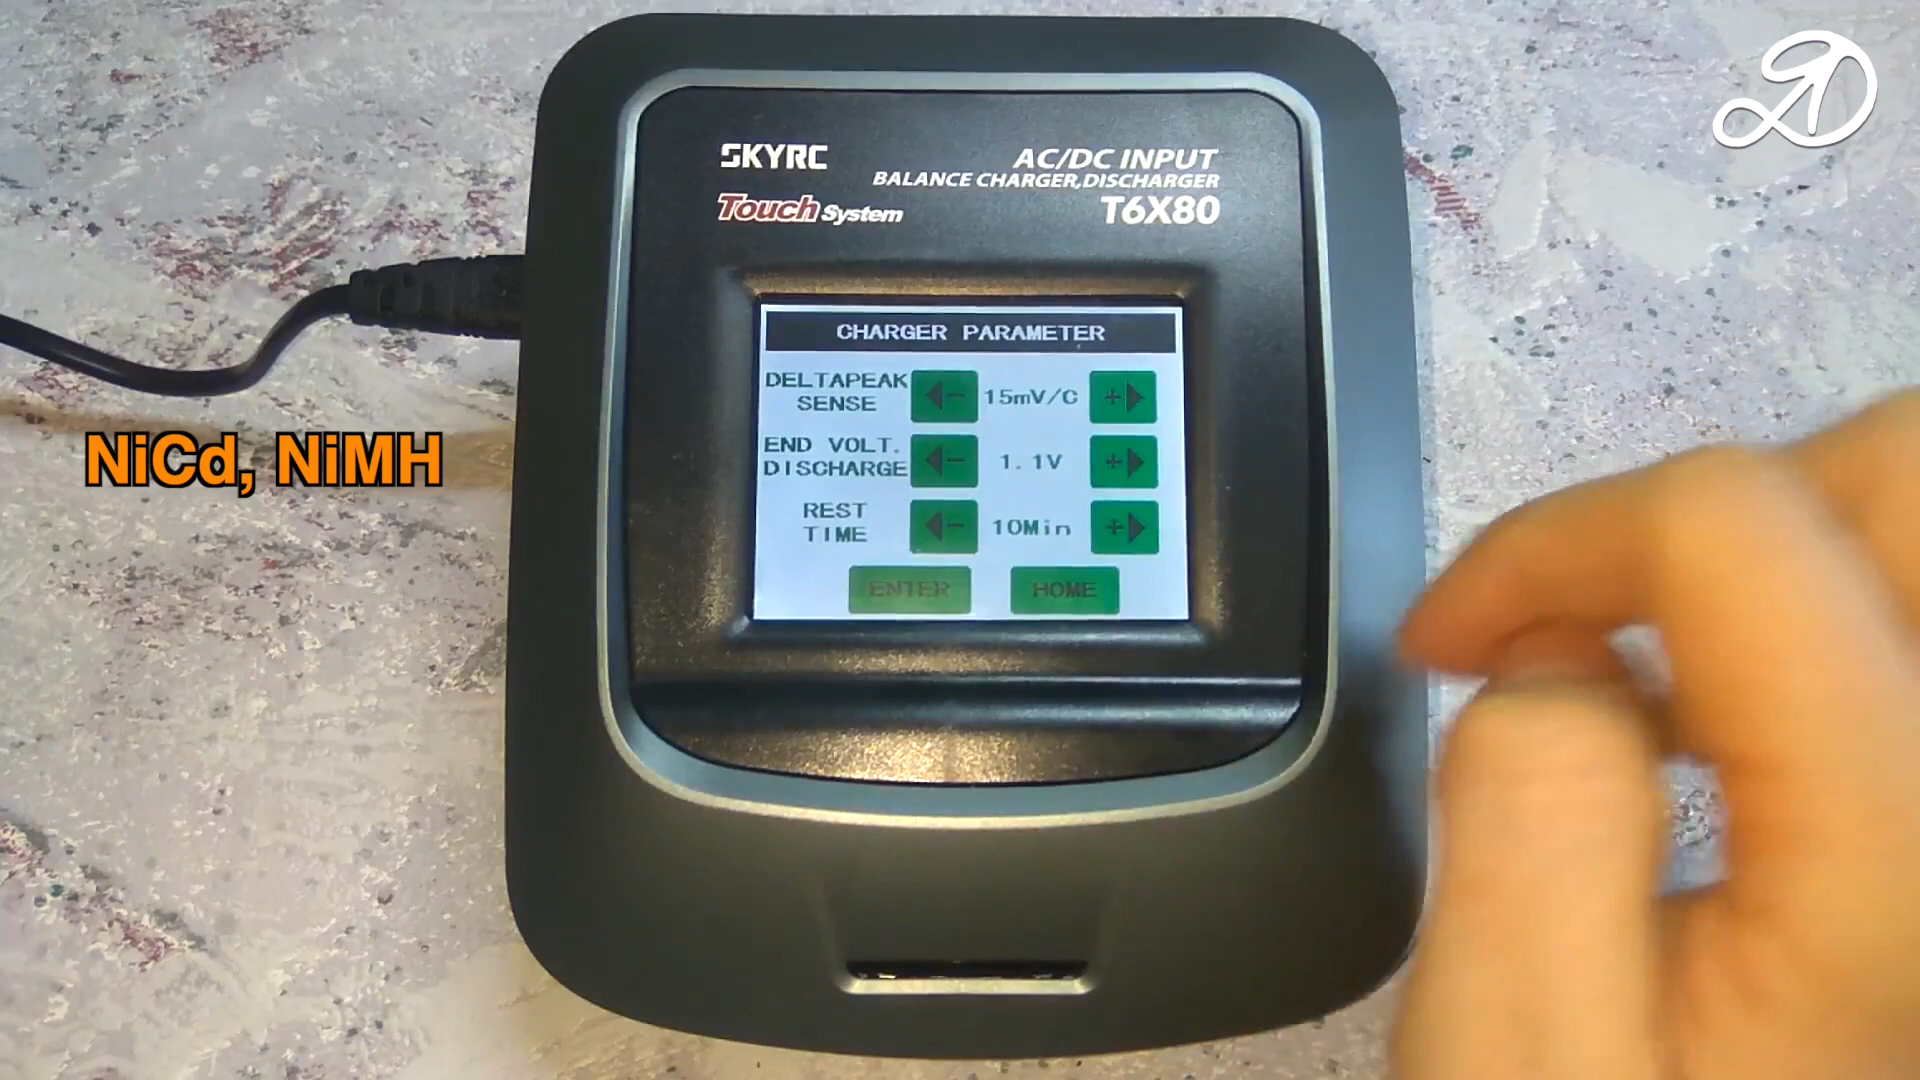 SKYRC
AC/DC INPUT
BALANCE CHARGER,DISCHARGER
Touch System
T6X80
CHARGER PARAMETER
DELTAPEAK
SENSE
- 15mV/C +
END VOLT.
DISCHARGE
- 1.1V +
REST
TIME
- 10Min +
ENTER HOME
NiCd, NiMH